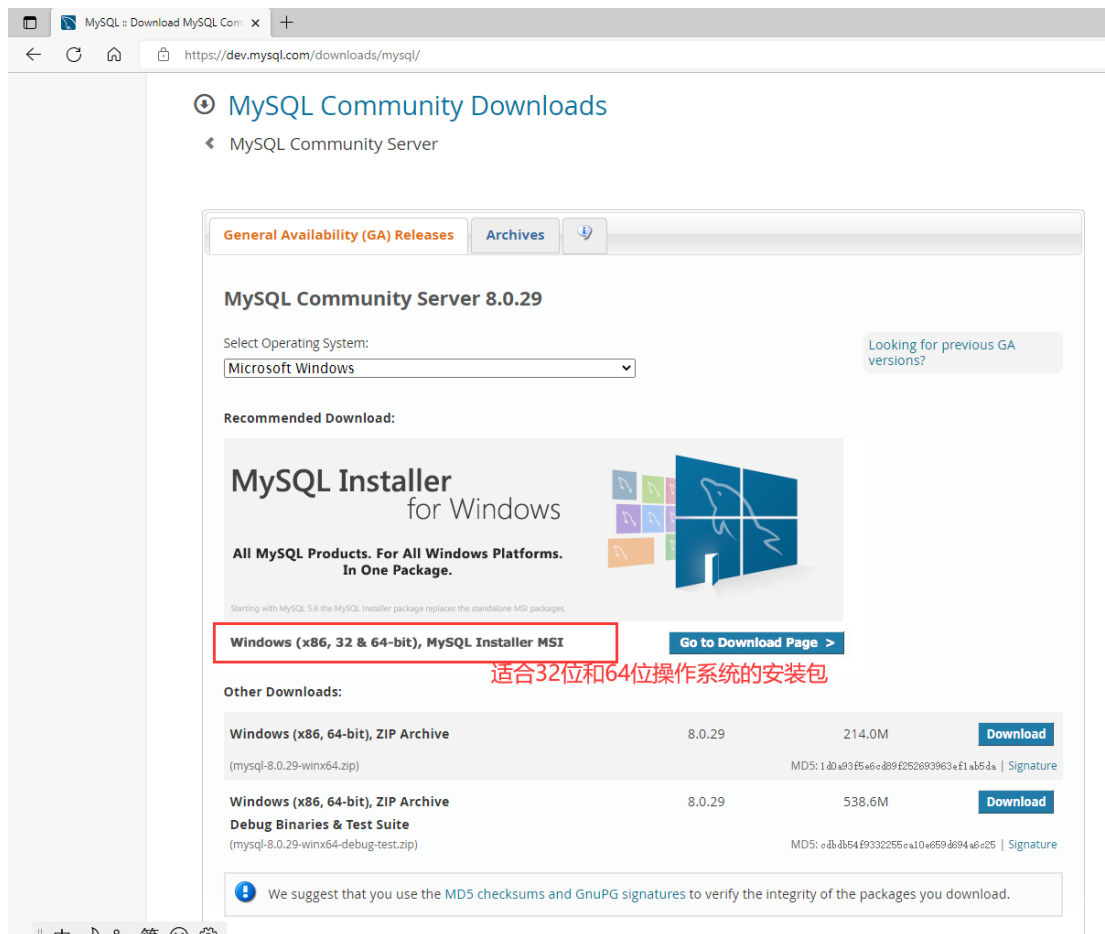 MySQL :: Download MySQL Com
https://dev.mysql.com/downloads/mysql/
MySQL Community Downloads
MySQL Community Server
General Availability (GA) Releases
Archives
MySQL Community Server 8.0.29
Select Operating System:
Looking for previous GA
versions?
Microsoft Windows
Recommended Download:
MySQL Installer
for Windows
All MySQL Products. For All Windows Platforms.
In One Package.
Starting with MySQL 5.6 the MySQL Installer package replaces the standalone MSI packages.
Windows (x86, 32 & 64-bit), MySQL Installer MSI
Go to Download Page >
适合32位和64位操作系统的安装包
Other Downloads:
Windows (x86, 64-bit), ZIP Archive 8.0.29 214.0M Download
(mysql-8.0.29-winx64.zip) MD5: 1d0a93f5e6cd89f252693963ef1ab5da | Signature
Windows (x86, 64-bit), ZIP Archive 8.0.29 538.6M Download
Debug Binaries & Test Suite
(mysql-8.0.29-winx64-debug-test.zip) MD5: cdbdb54f9332255ca10e659d694a6c25 | Signature
We suggest that you use the MD5 checksums and GnuPG signatures to verify the integrity of the packages you download.